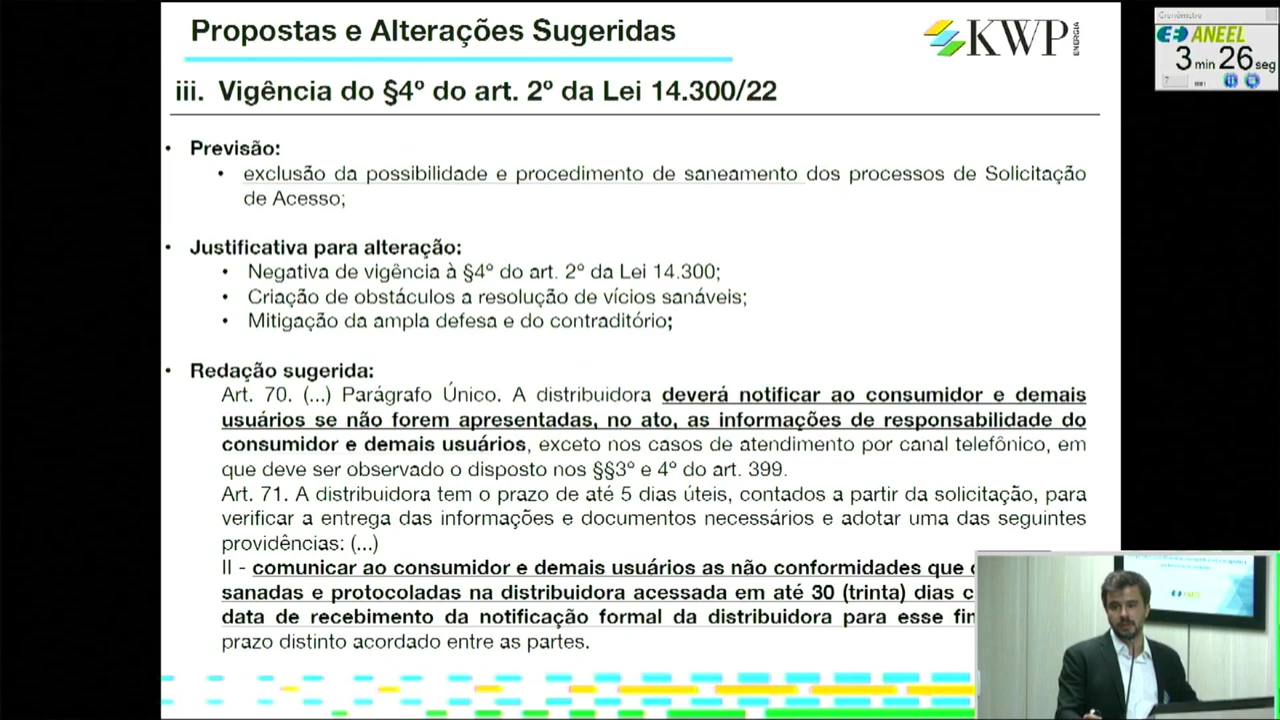 Propostas e Alterações Sugeridas
KWP
ENERGIA
Cronômetro
ANEEL
3 min 26 seg
7 min
iii. Vigência do §4º do art. 2º da Lei 14.300/22
• Previsão:
• exclusão da possibilidade e procedimento de saneamento dos processos de Solicitação
de Acesso;
• Justificativa para alteração:
• Negativa de vigência à §4º do art. 2º da Lei 14.300;
• Criação de obstáculos a resolução de vícios sanáveis;
• Mitigação da ampla defesa e do contraditório;
• Redação sugerida:
Art. 70. (...) Parágrafo Único. A distribuidora deverá notificar ao consumidor e demais
usuários se não forem apresentadas, no ato, as informações de responsabilidade do
consumidor e demais usuários, exceto nos casos de atendimento por canal telefônico, em
que deve ser observado o disposto nos §§3º e 4º do art. 399.
Art. 71. A distribuidora tem o prazo de até 5 dias úteis, contados a partir da solicitação, para
verificar a entrega das informações e documentos necessários e adotar uma das seguintes
providências: (...)
II - comunicar ao consumidor e demais usuários as não conformidades que
sanadas e protocoladas na distribuidora acessada em até 30 (trinta) dias
data de recebimento da notificação formal da distribuidora para esse
prazo distinto acordado entre as partes.
ANEEL